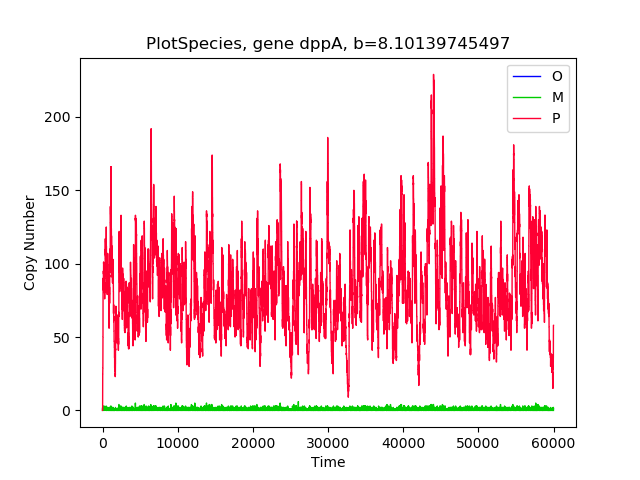 PlotSpecies, gene dppA, b=8.10139745497
O
M
P
200
150
100
50
0
Copy Number
0 10000 20000 30000 40000 50000 60000
Time